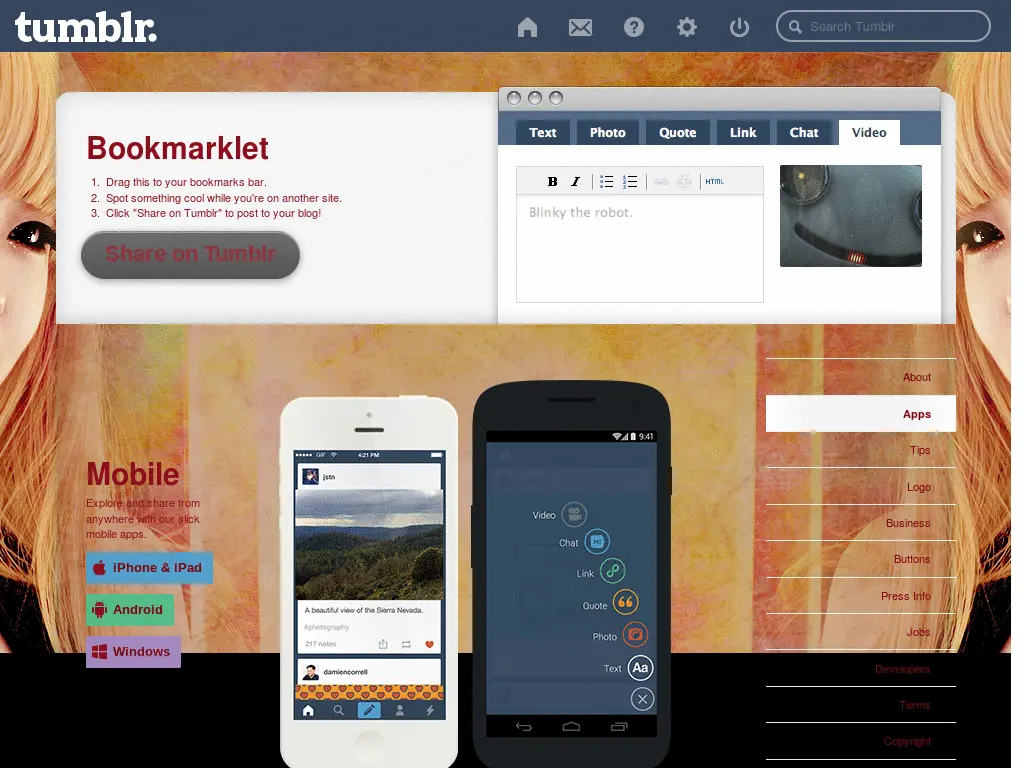 tumblr.
Search Tumblr
Bookmarklet
1. Drag this to your bookmarks bar.
2. Spot something cool while you're on another site.
3. Click "Share on Tumblr" to post to your blog!
Share on Tumblr
Text Photo Quote Link Chat Video
B I HTML
Blinky the robot.
Mobile
Explore and share from
anywhere with our slick
mobile apps.
iPhone & iPad
Android
Windows
GIF 4:21 PM
jstn
A beautiful view of the Sierra Nevada.
#photography
217 notes
damiencorrell
9:41
Video
Chat
Link
Quote
Photo
Text Aa
About
Apps
Tips
Logo
Business
Buttons
Press Info
Jobs
Developers
Terms
Copyright